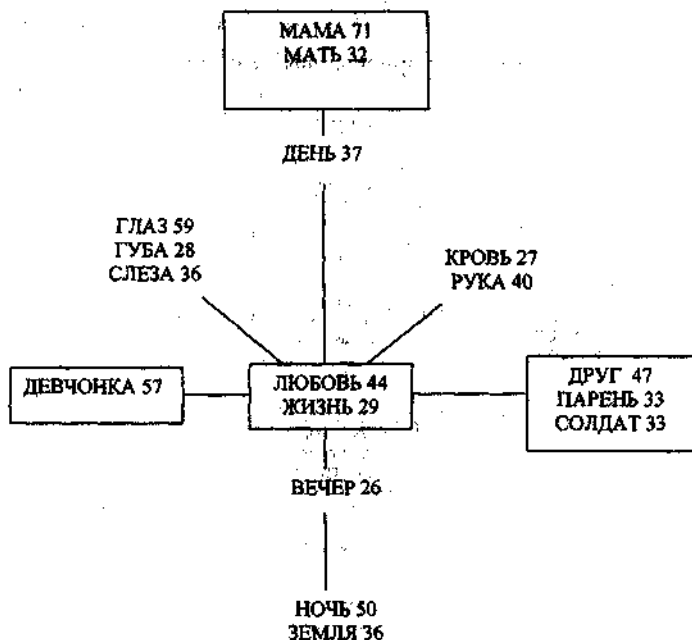 МАМА 71
МАТЬ 32
ДЕНЬ 37
ГЛАЗ 59
ГУБА 28
СЛЕЗА 36
КРОВЬ 27
РУКА 40
ДЕВЧОНКА 57
ЛЮБОВЬ 44
ЖИЗНЬ 29
ДРУГ 47
ПАРЕНЬ 33
СОЛДАТ 33
ВЕЧЕР 26
НОЧЬ 50
ЗЕМЛЯ 36